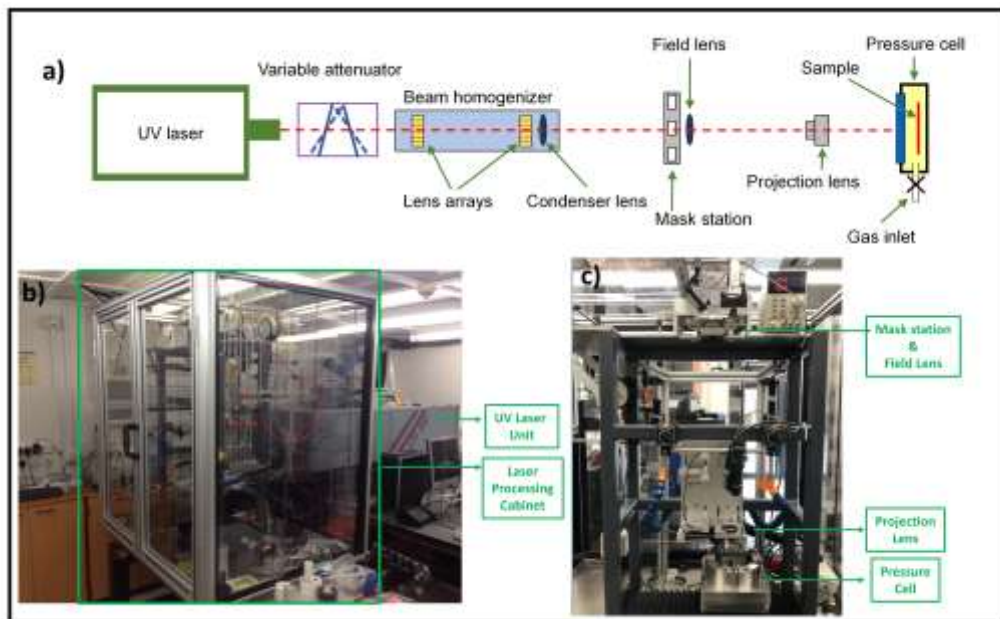 a)
Variable attenuator
Beam homogenizer
Field lens
Pressure cell
Sample
UV laser
Lens arrays
Condenser lens
Mask station
Projection lens
Gas inlet
b)
UV Laser
Unit
Laser
Processing
Cabinet
c)
Mask station
&
Field Lens
Projection
Lens
Pressure
Cell